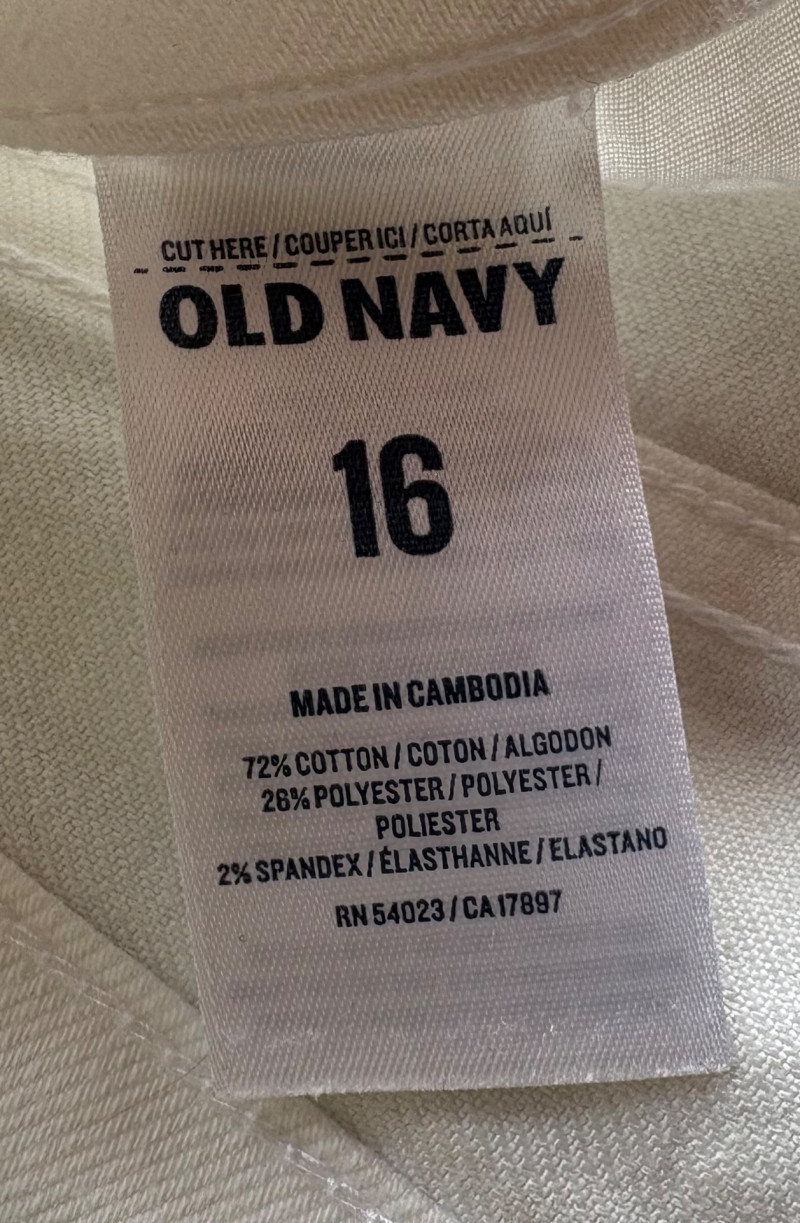 CUT HERE / COUPER ICI / CORTA AQUÍ
OLD NAVY
16
MADE IN CAMBODIA
72% COTTON / COTON / ALGODON
26% POLYESTER / POLYESTER /
POLIESTER
2% SPANDEX / ÉLASTHANNE / ELASTANO
RN 54023 / CA 17897